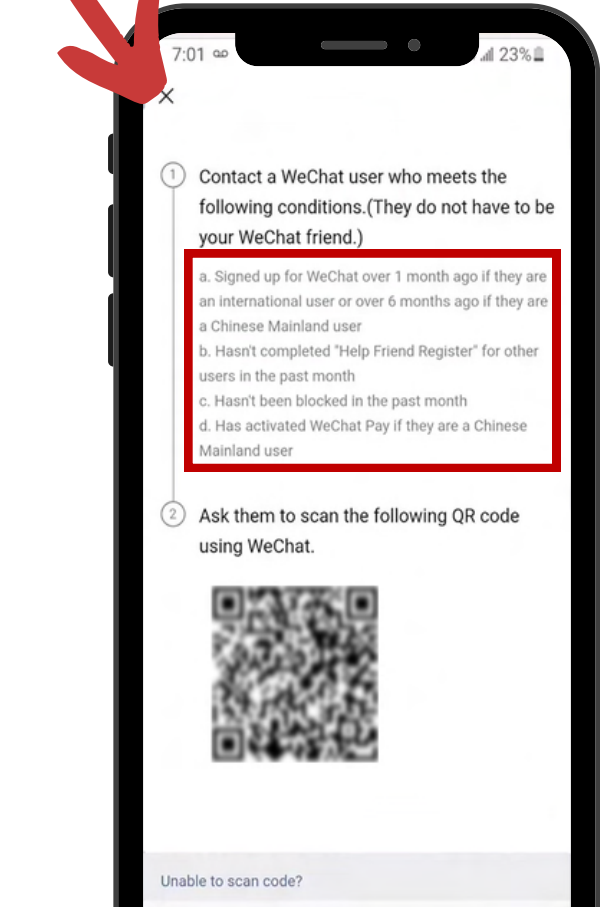 7:01 23%
1 Contact a WeChat user who meets the
following conditions.(They do not have to be
your WeChat friend.)
a. Signed up for WeChat over 1 month ago if they are
an international user or over 6 months ago if they are
a Chinese Mainland user
b. Hasn't completed "Help Friend Register" for other
users in the past month
c. Hasn't been blocked in the past month
d. Has activated WeChat Pay if they are a Chinese
Mainland user
2 Ask them to scan the following QR code
using WeChat.
Unable to scan code?